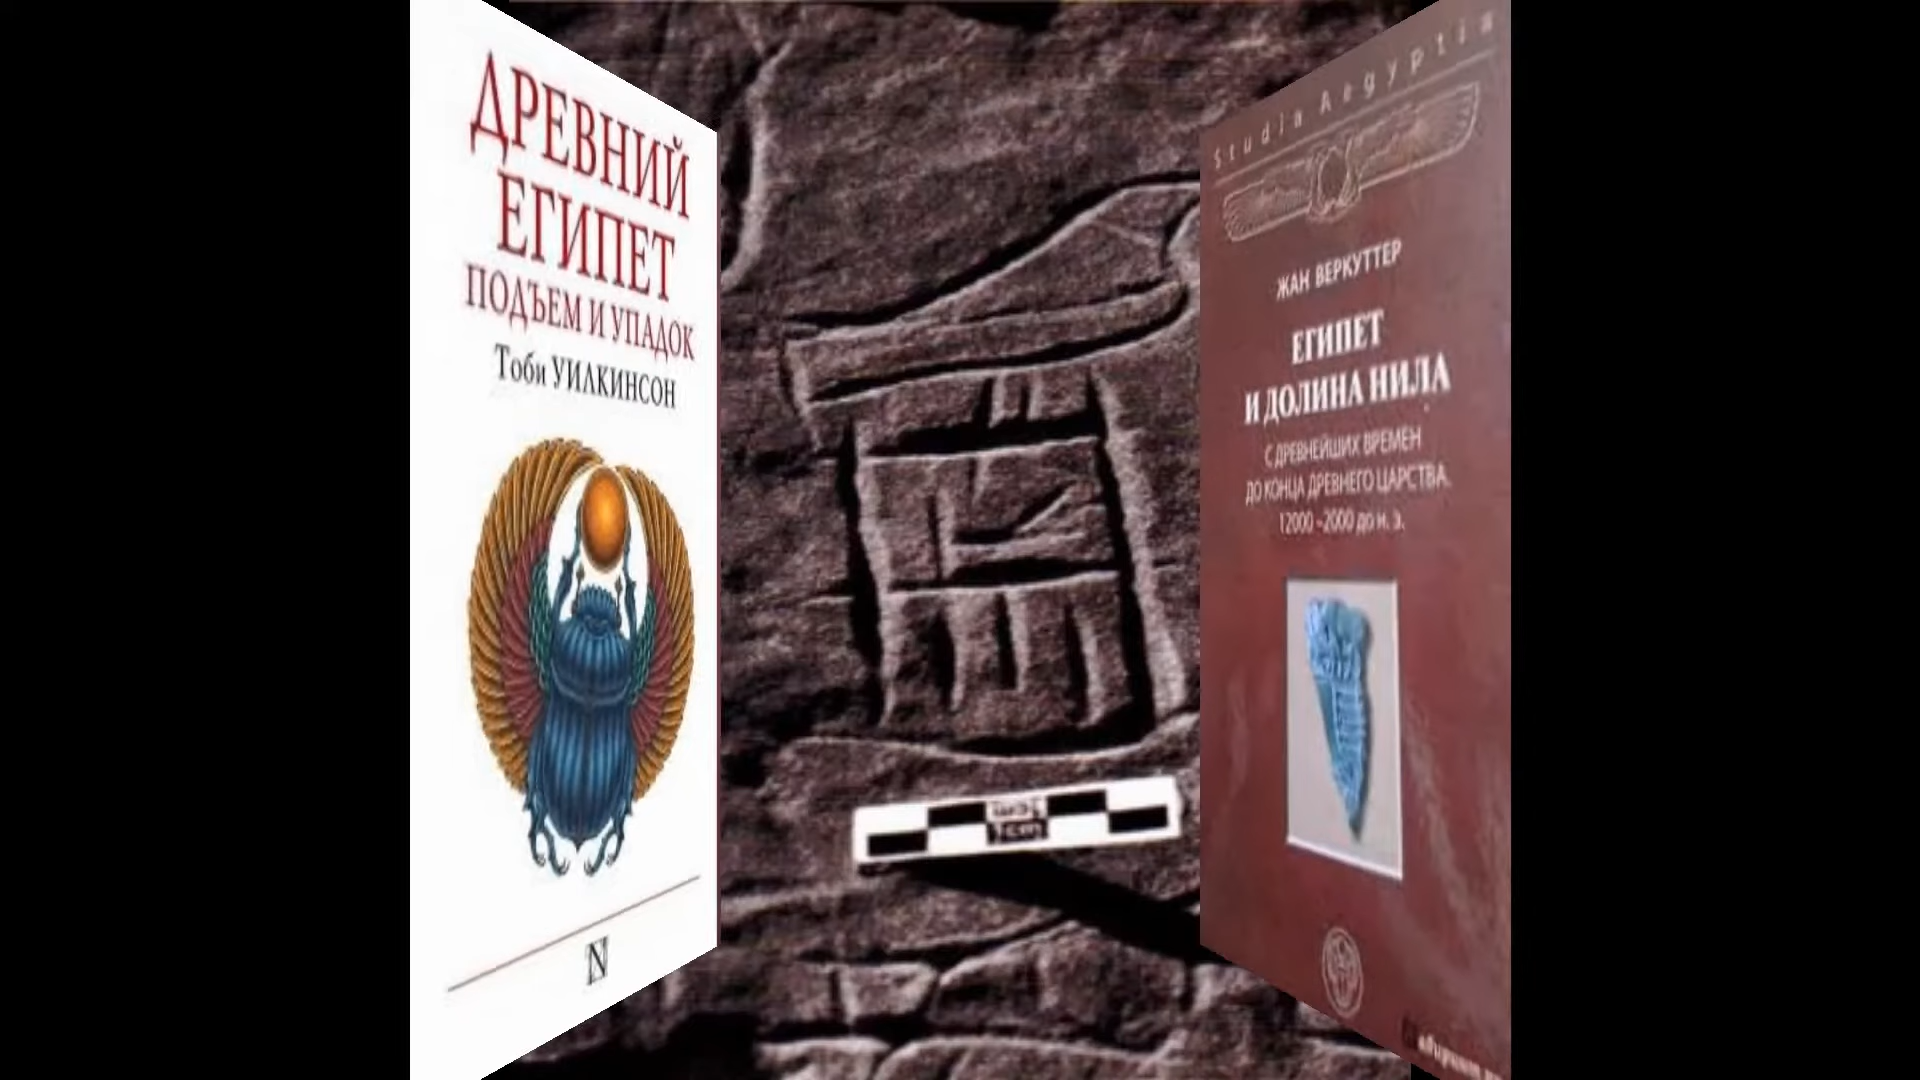 ДРЕВНИЙ
ЕГИПЕТ
ПОДЪЕМ И УПАДОК
Тоби УИЛКИНСОН
N
Studia Aegyptia
ЖАН ВЕРКУТТЕР
ЕГИПЕТ
И ДОЛИНА НИЛА
С ДРЕВНЕЙШИХ ВРЕМЕН
ДО КОНЦА ДРЕВНЕГО ЦАРСТВА.
12000 –2000 до н. э.